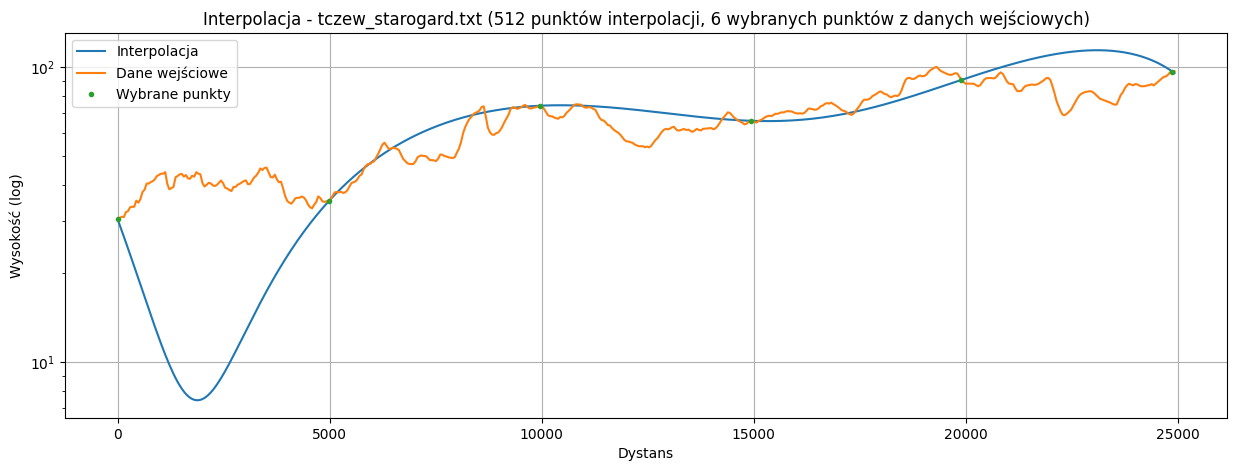 Interpolacja - tczew_starogard.txt (512 punktów interpolacji, 6 wybranych punktów z danych wejściowych)
Interpolacja
Dane wejściowe
Wybrane punkty
Wysokość (log)
10²
10¹
0 5000 10000 15000 20000 25000
Dystans